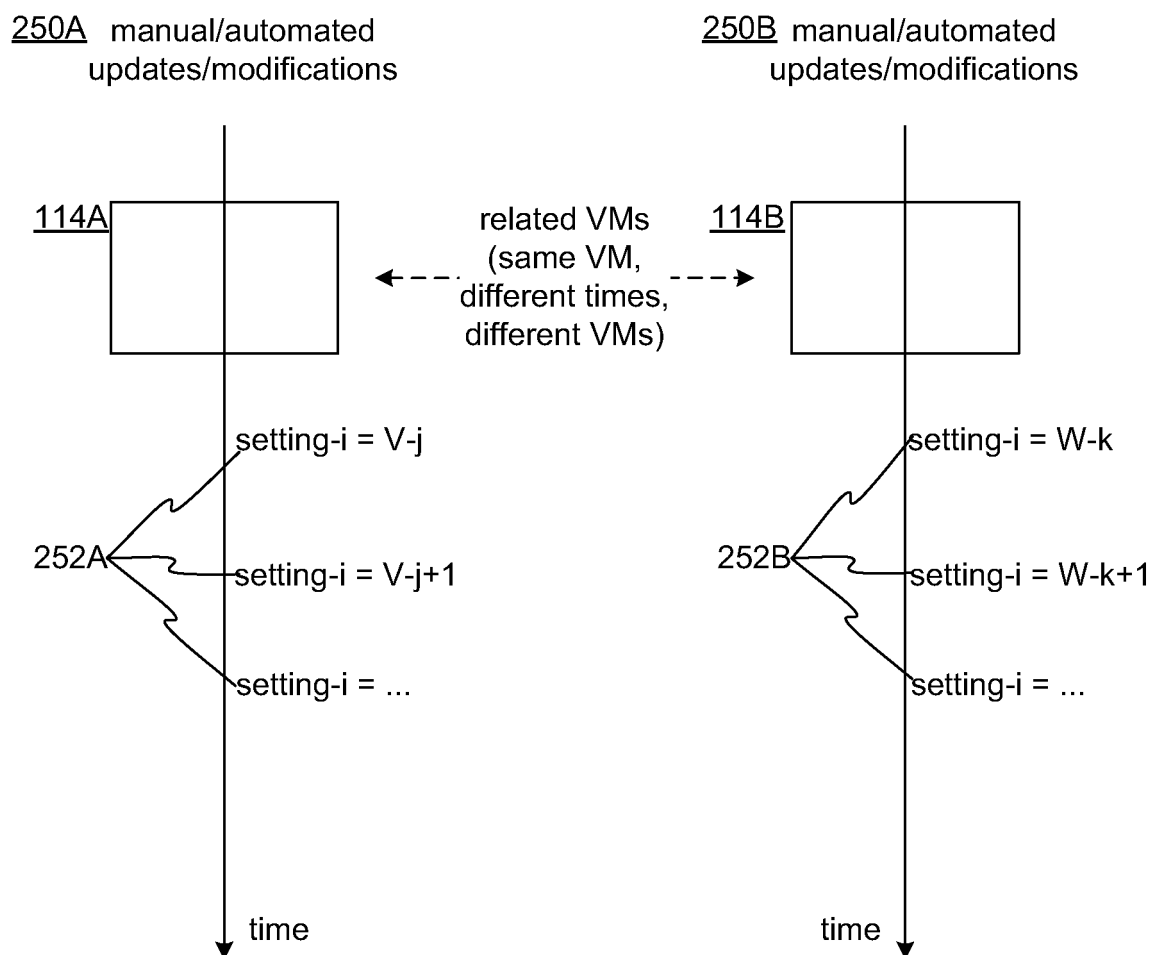 250A manual/automated
updates/modifications
250B manual/automated
updates/modifications
114A
related VMs
(same VM,
different times,
different VMs)
114B
setting-i = V-j
252A
setting-i = V-j+1
setting-i = ...
setting-i = W-k
252B
setting-i = W-k+1
setting-i = ...
time
time